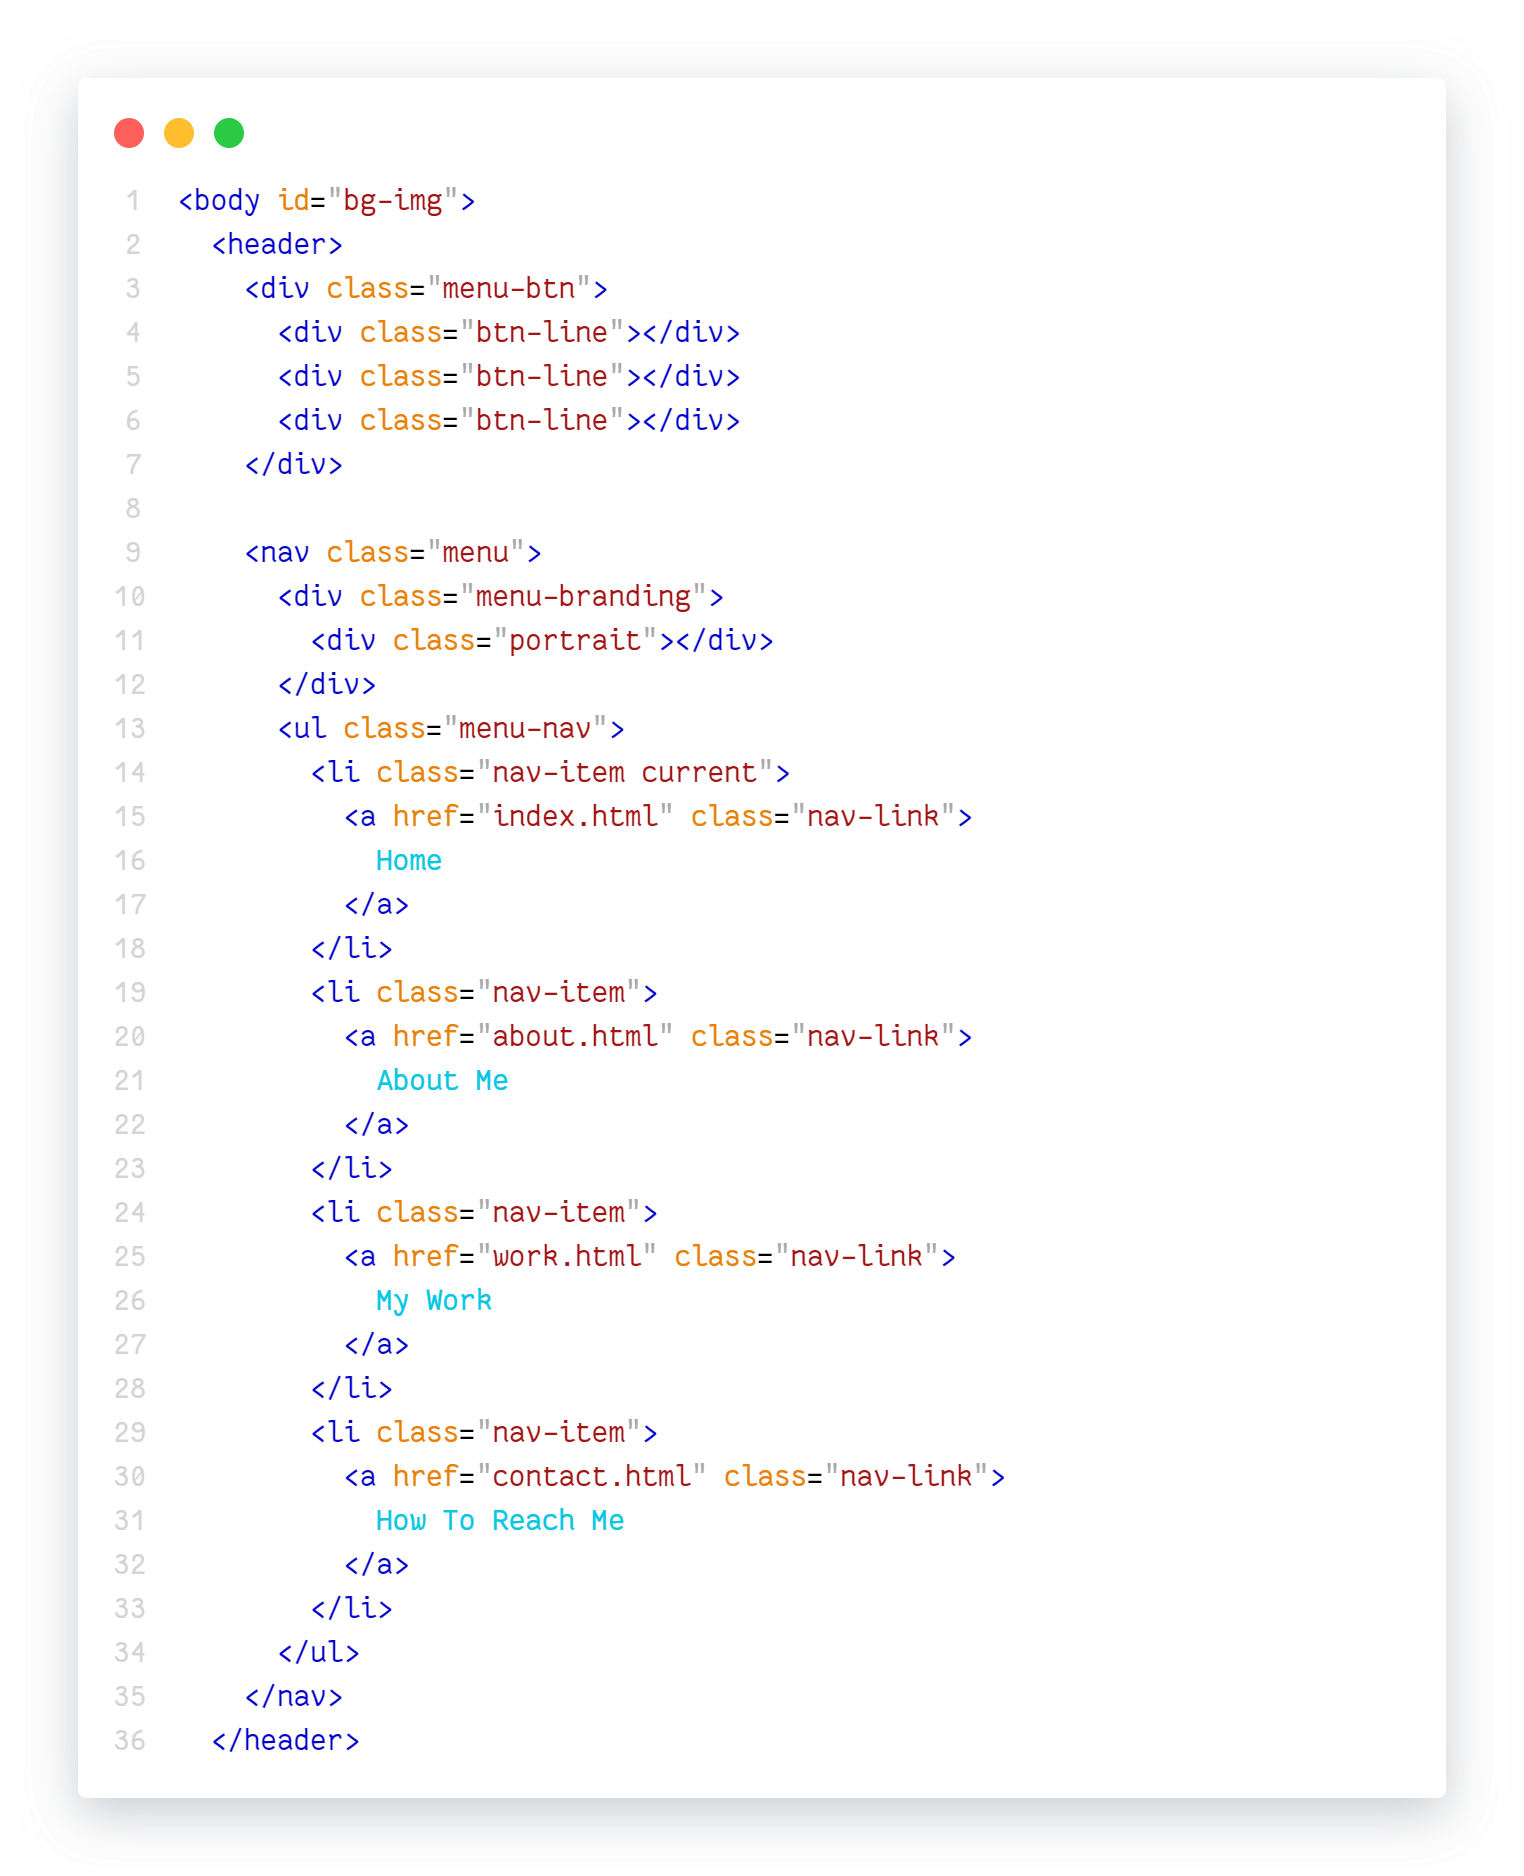 1 <body id="bg-img">
2   <header>
3     <div class="menu-btn">
4       <div class="btn-line"></div>
5       <div class="btn-line"></div>
6       <div class="btn-line"></div>
7     </div>
8
9     <nav class="menu">
10       <div class="menu-branding">
11         <div class="portrait"></div>
12       </div>
13       <ul class="menu-nav">
14         <li class="nav-item current">
15           <a href="index.html" class="nav-link">
16             Home
17           </a>
18         </li>
19         <li class="nav-item">
20           <a href="about.html" class="nav-link">
21             About Me
22           </a>
23         </li>
24         <li class="nav-item">
25           <a href="work.html" class="nav-link">
26             My Work
27           </a>
28         </li>
29         <li class="nav-item">
30           <a href="contact.html" class="nav-link">
31             How To Reach Me
32           </a>
33         </li>
34       </ul>
35     </nav>
36   </header>